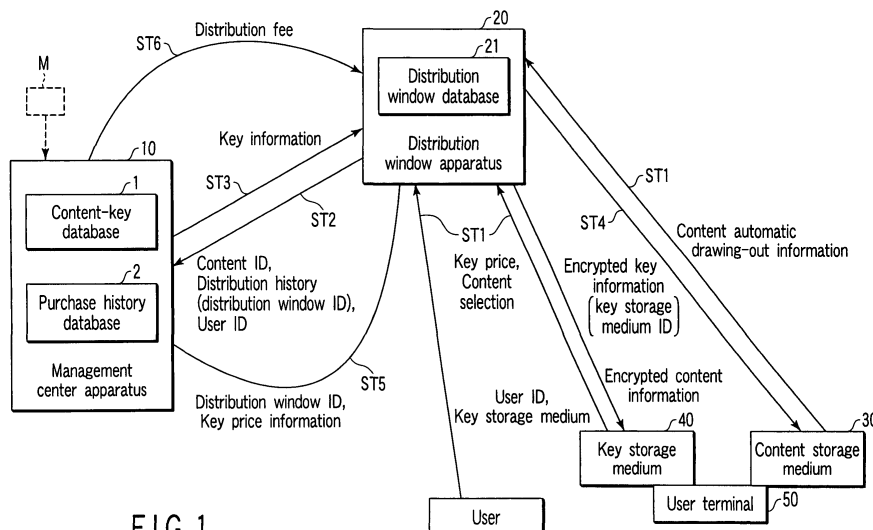 Distribution fee
ST6
20
21
Distribution
window database
Distribution
window apparatus
M
10
Key information
ST3
ST2
1
Content-key
database
2
Purchase history
database
Management
center apparatus
Content ID,
Distribution history
(distribution window ID),
User ID
ST5
Distribution window ID,
Key price information
ST1
Key price,
Content
selection
Encrypted key
information
(key storage
medium ID)
ST4
ST1
Content automatic
drawing-out information
Encrypted content
information
User ID,
Key storage medium
40
Key storage
medium
30
Content storage
medium
User terminal
50
User
FIG. 1